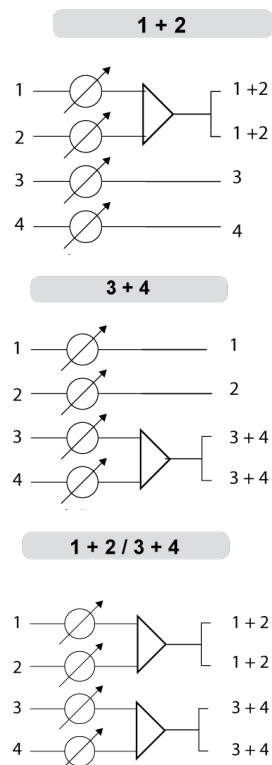 1 + 2
1 1 +2
2 1 +2
3 3
4 4
3 + 4
1 1
2 2
3 3 + 4
4 3 + 4
1 + 2 / 3 + 4
1 1 + 2
2 1 + 2
3 3 + 4
4 3 + 4